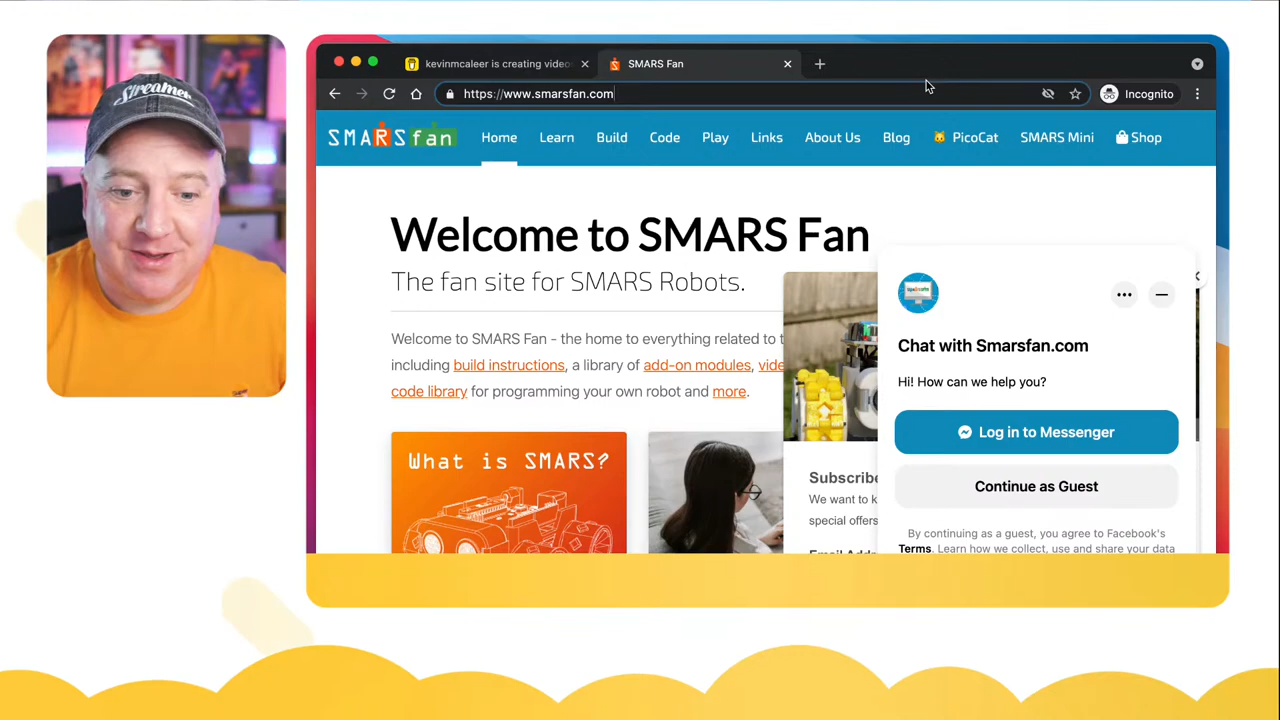 Streamer
kevinmcaleer is creating video
SMARS Fan
https://www.smarsfan.com
Incognito
SMARSfan
Home
Learn
Build
Code
Play
Links
About Us
Blog
PicoCat
SMARS Mini
Shop
Welcome to SMARS Fan
The fan site for SMARS Robots.
Welcome to SMARS Fan - the home to everything related to
including build instructions, a library of add-on modules,
code library for programming your own robot and more.
What is SMARS?
Subscribe
We want to
special offers
Email
Chat with Smarsfan.com
Hi! How can we help you?
Log in to Messenger
Continue as Guest
By continuing as a guest, you agree to Facebook's
Terms. Learn how we collect, use and share your data